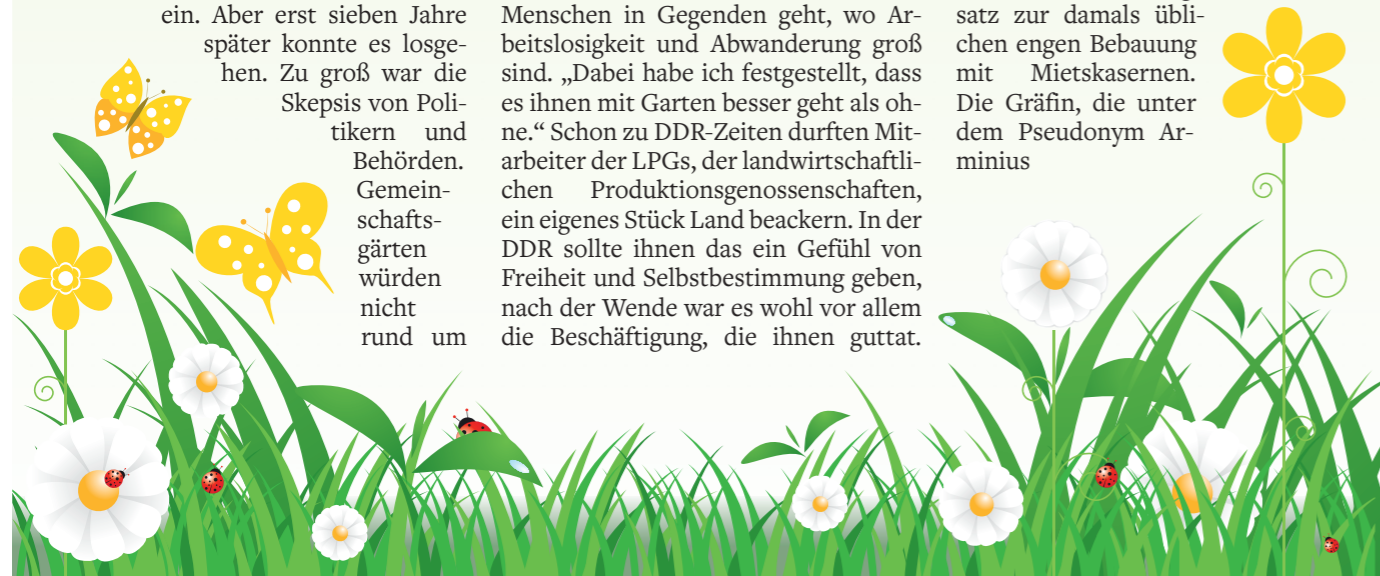 ein. Aber erst sieben Jahre
später konnte es losge-
hen. Zu groß war die
Skepsis von Poli-
tikern und
Behörden.
Gemein-
schafts-
gärten
würden
nicht
rund um
Menschen in Gegenden geht, wo Ar-
beitslosigkeit und Abwanderung groß
sind. „Dabei habe ich festgestellt, dass
es ihnen mit Garten besser geht als oh-
ne.“ Schon zu DDR-Zeiten durften Mit-
arbeiter der LPGs, der landwirtschaftli-
chen Produktionsgenossenschaften,
ein eigenes Stück Land beackern. In der
DDR sollte ihnen das ein Gefühl von
Freiheit und Selbstbestimmung geben,
nach der Wende war es wohl vor allem
die Beschäftigung, die ihnen guttat.
satz zur damals übli-
chen engen Bebauung
mit Mietskasernen.
Die Gräfin, die unter
dem Pseudonym Ar-
minius